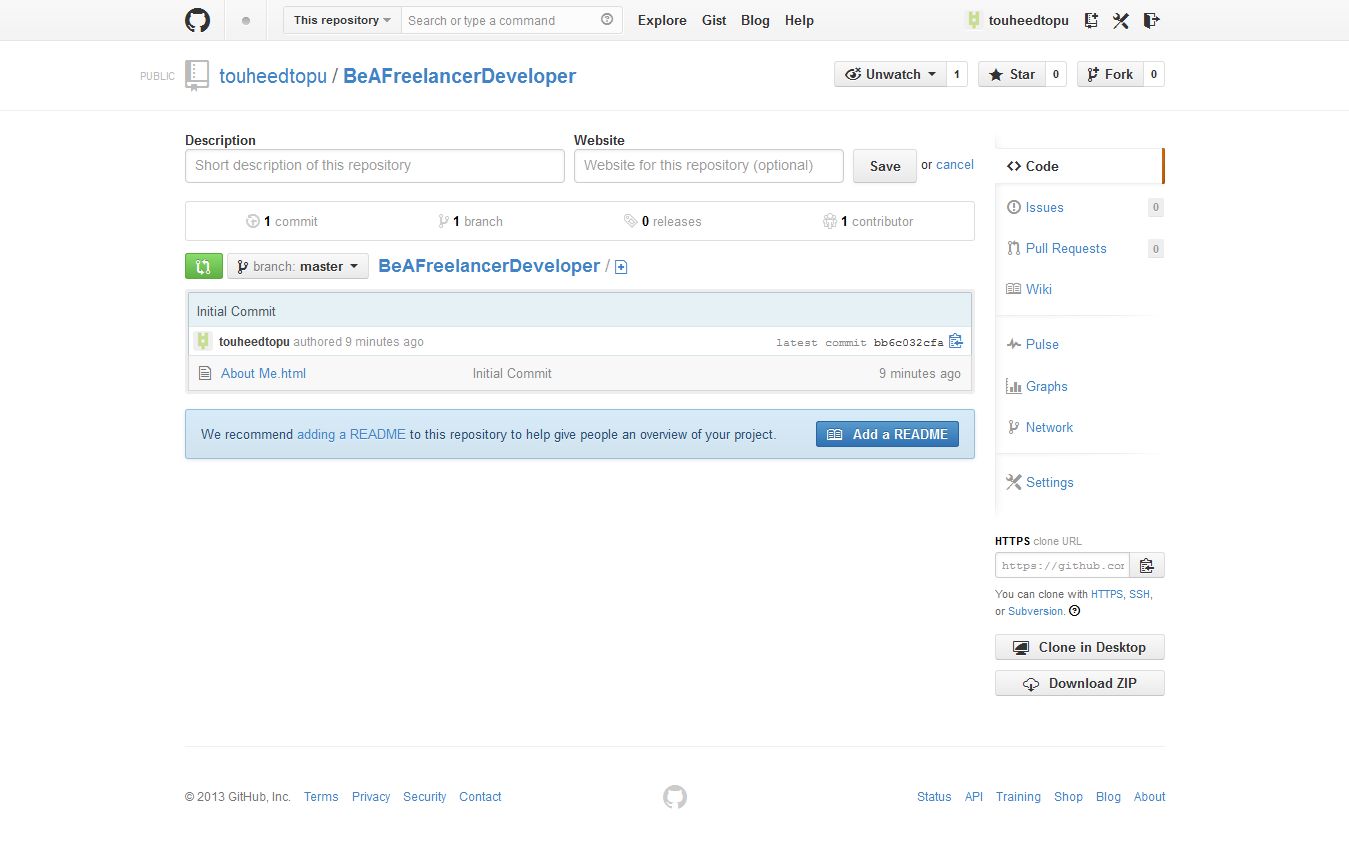 This repository Search or type a command Explore Gist Blog Help touheedtopu
PUBLIC touheedtopu / BeAFreelancerDeveloper Unwatch 1 Star 0 Fork 0
Description Website
Short description of this repository Website for this repository (optional) Save or cancel
1 commit 1 branch 0 releases 1 contributor
branch: master BeAFreelancerDeveloper /
Initial Commit
touheedtopu authored 9 minutes ago latest commit bb6c032cfa
About Me.html Initial Commit 9 minutes ago
We recommend adding a README to this repository to help give people an overview of your project. Add a README
Code
Issues 0
Pull Requests 0
Wiki
Pulse
Graphs
Network
Settings
HTTPS clone URL
https://github.com
You can clone with HTTPS, SSH,
or Subversion.
Clone in Desktop
Download ZIP
© 2013 GitHub, Inc. Terms Privacy Security Contact Status API Training Shop Blog About